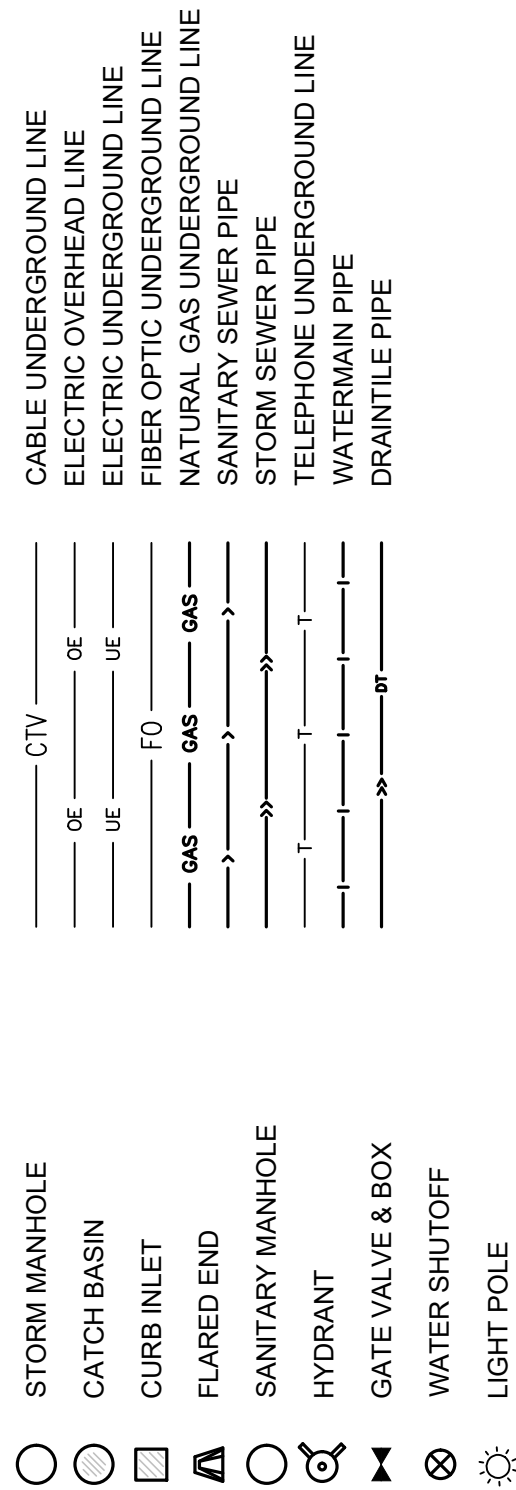 STORM MANHOLE
CATCH BASIN
CURB INLET
FLARED END
SANITARY MANHOLE
HYDRANT
GATE VALVE & BOX
WATER SHUTOFF
LIGHT POLE
CTV CABLE UNDERGROUND LINE
OE OE ELECTRIC OVERHEAD LINE
UE UE ELECTRIC UNDERGROUND LINE
FO FIBER OPTIC UNDERGROUND LINE
GAS GAS GAS NATURAL GAS UNDERGROUND LINE
SANITARY SEWER PIPE
STORM SEWER PIPE
T T T TELEPHONE UNDERGROUND LINE
WATERMAIN PIPE
DT DRAINTILE PIPE